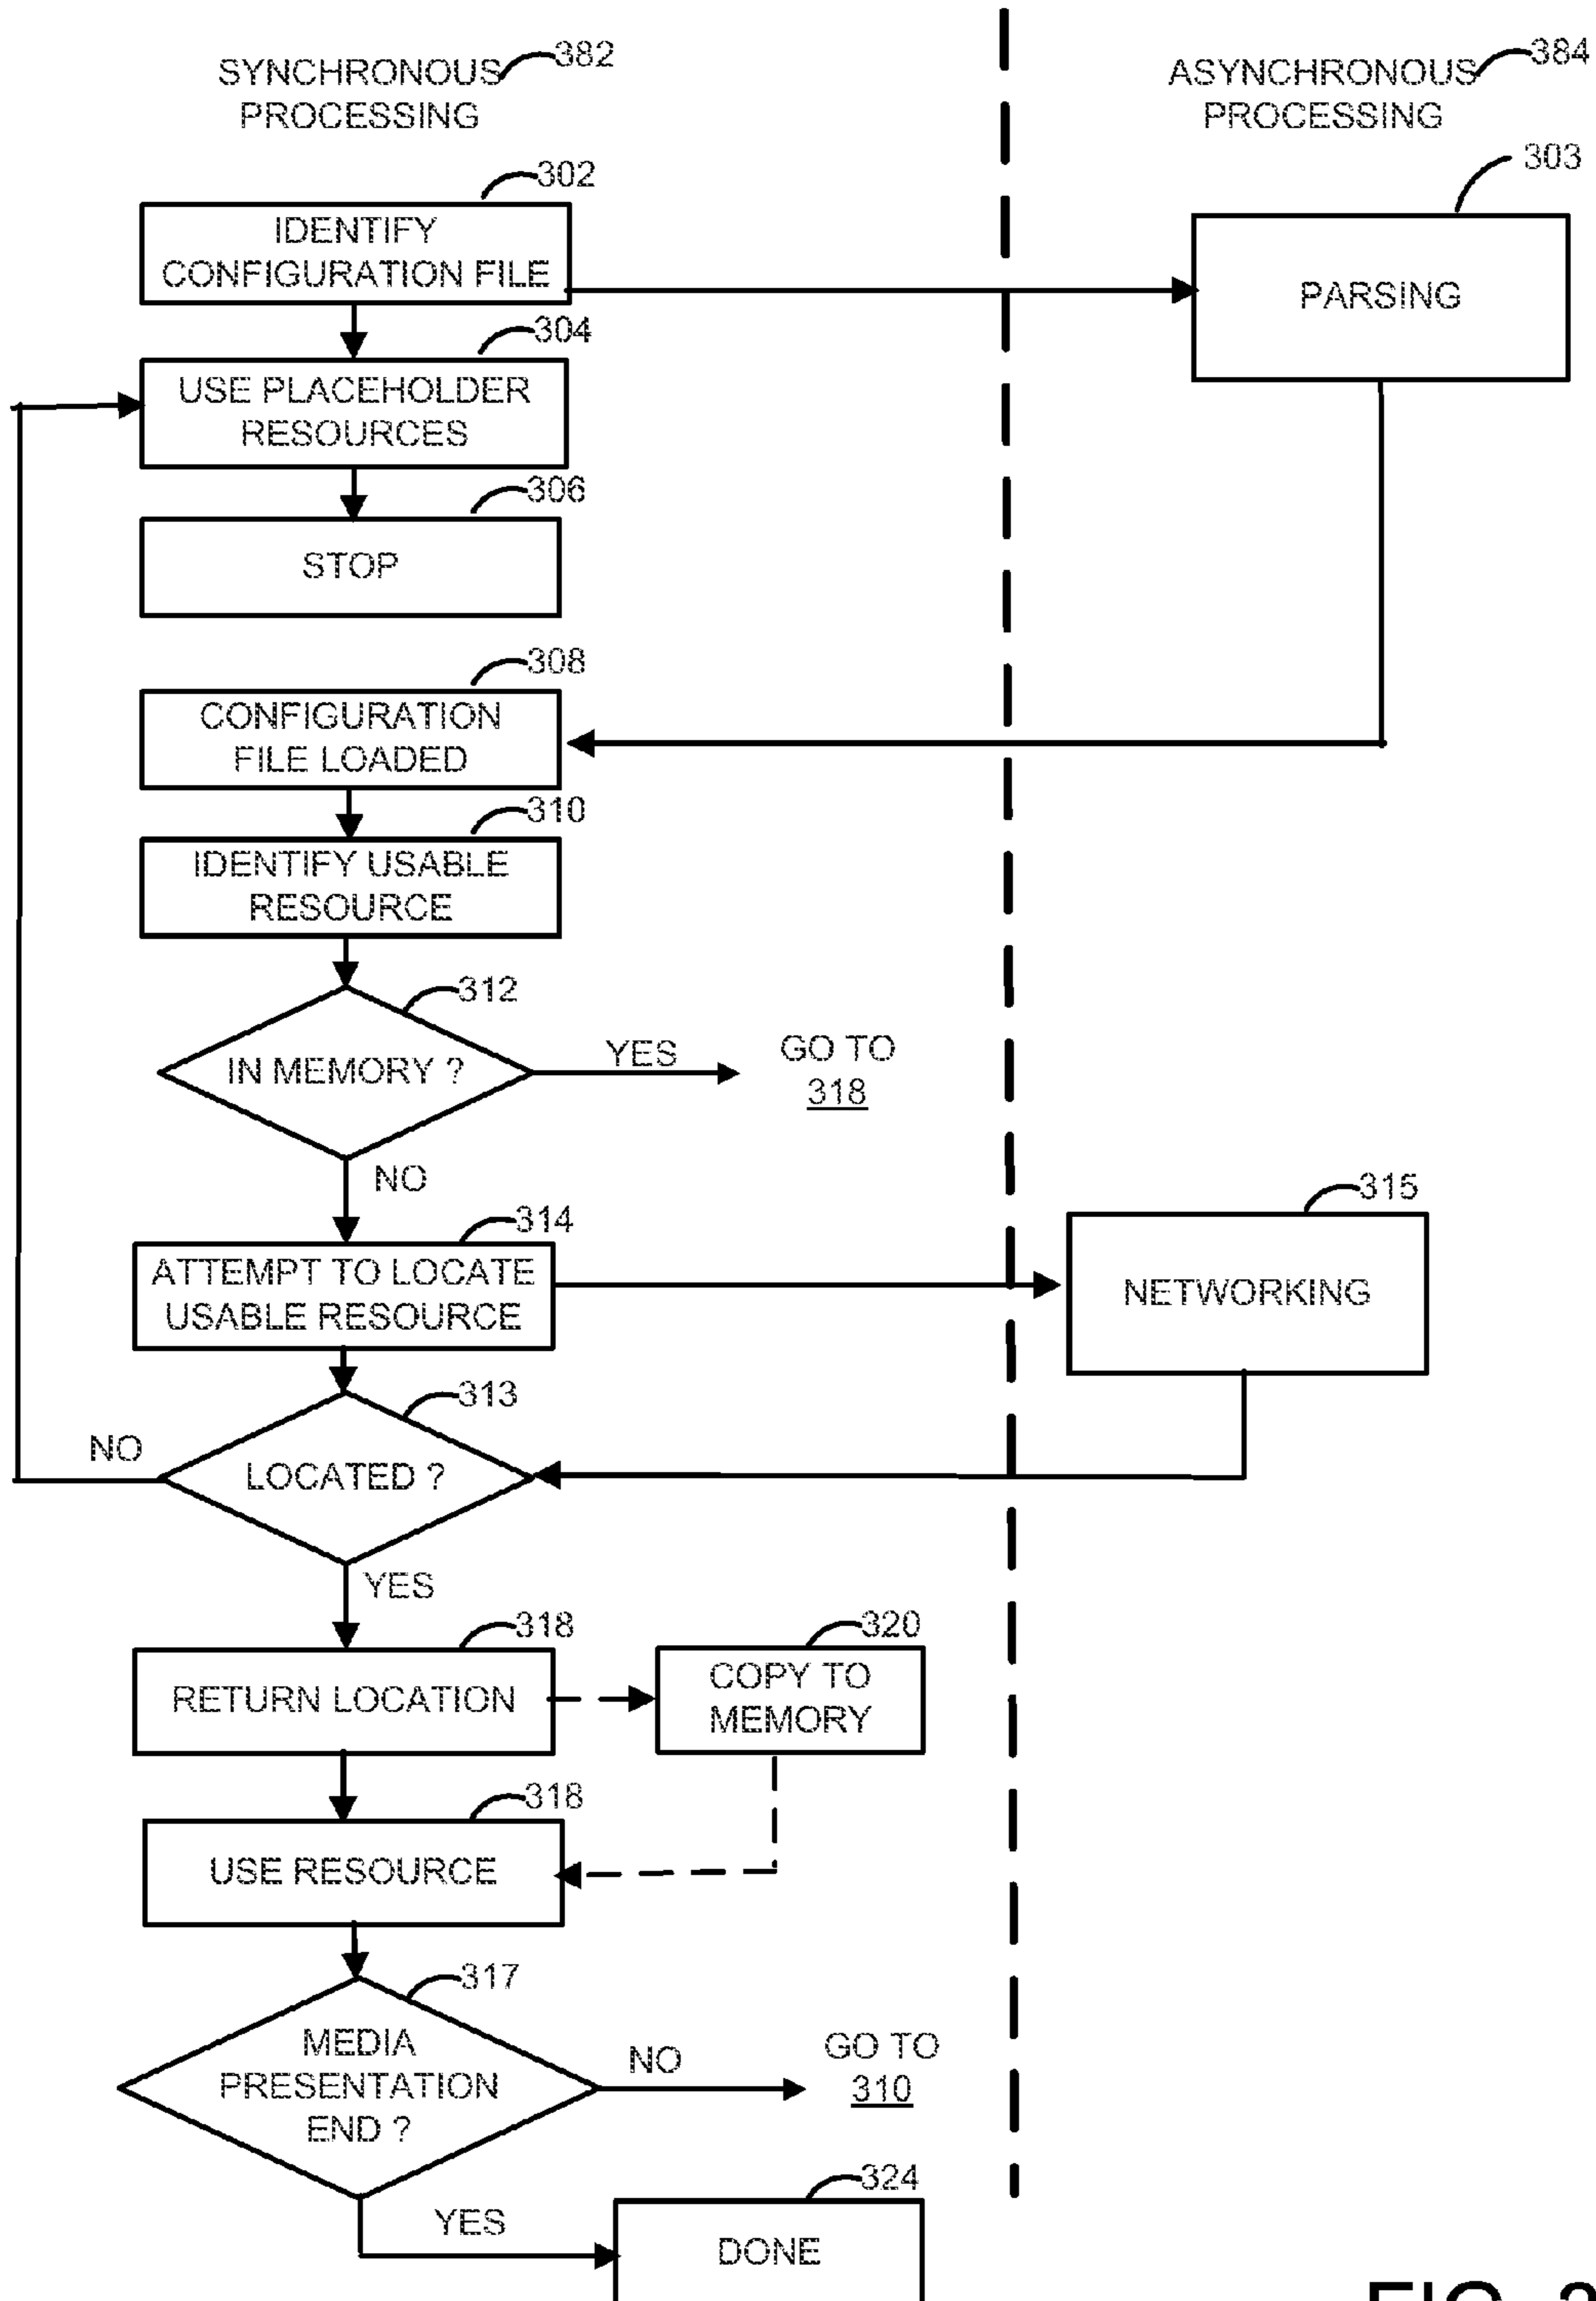 SYNCHRONOUS
PROCESSING
382
ASYNCHRONOUS
PROCESSING
384
302
IDENTIFY
CONFIGURATION FILE
303
PARSING
304
USE PLACEHOLDER
RESOURCES
306
STOP
308
CONFIGURATION
FILE LOADED
310
IDENTIFY USABLE
RESOURCE
312
IN MEMORY ?
YES
GO TO
318
NO
314
ATTEMPT TO LOCATE
USABLE RESOURCE
315
NETWORKING
313
LOCATED ?
NO
YES
318
RETURN LOCATION
320
COPY TO
MEMORY
318
USE RESOURCE
317
MEDIA
PRESENTATION
END ?
NO
GO TO
310
YES
324
DONE
FIG. 3